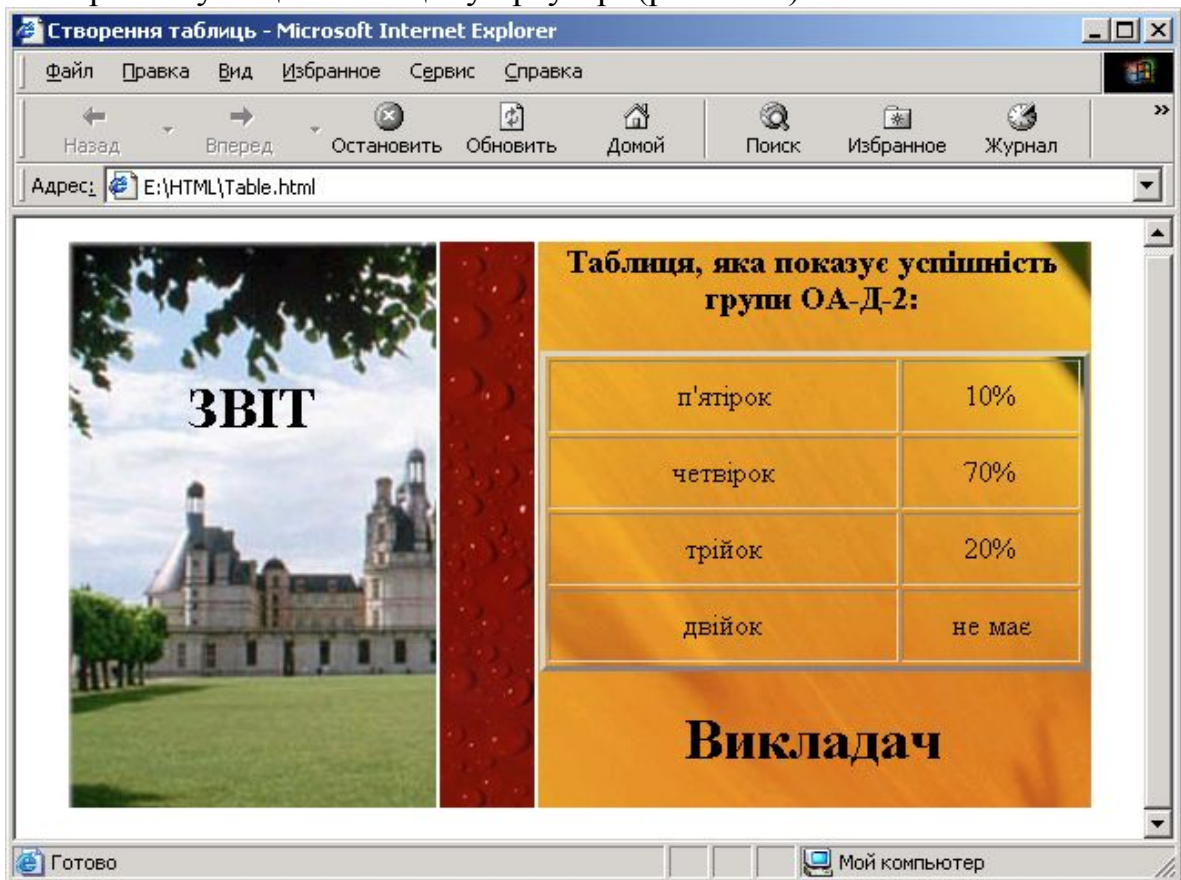 Створення таблиць - Microsoft Internet Explorer
Файл Правка Вид Избранное Сервис Справка
Назад Вперед Остановить Обновить Домой Поиск Избранное Журнал »
Адрес: E:\HTML\Table.html
ЗВІТ
Таблиця, яка показує успішність
групи ОА-Д-2:
п'ятірок 10%
четвірок 70%
трійок 20%
двійок не має
Викладач
Готово Мой компьютер